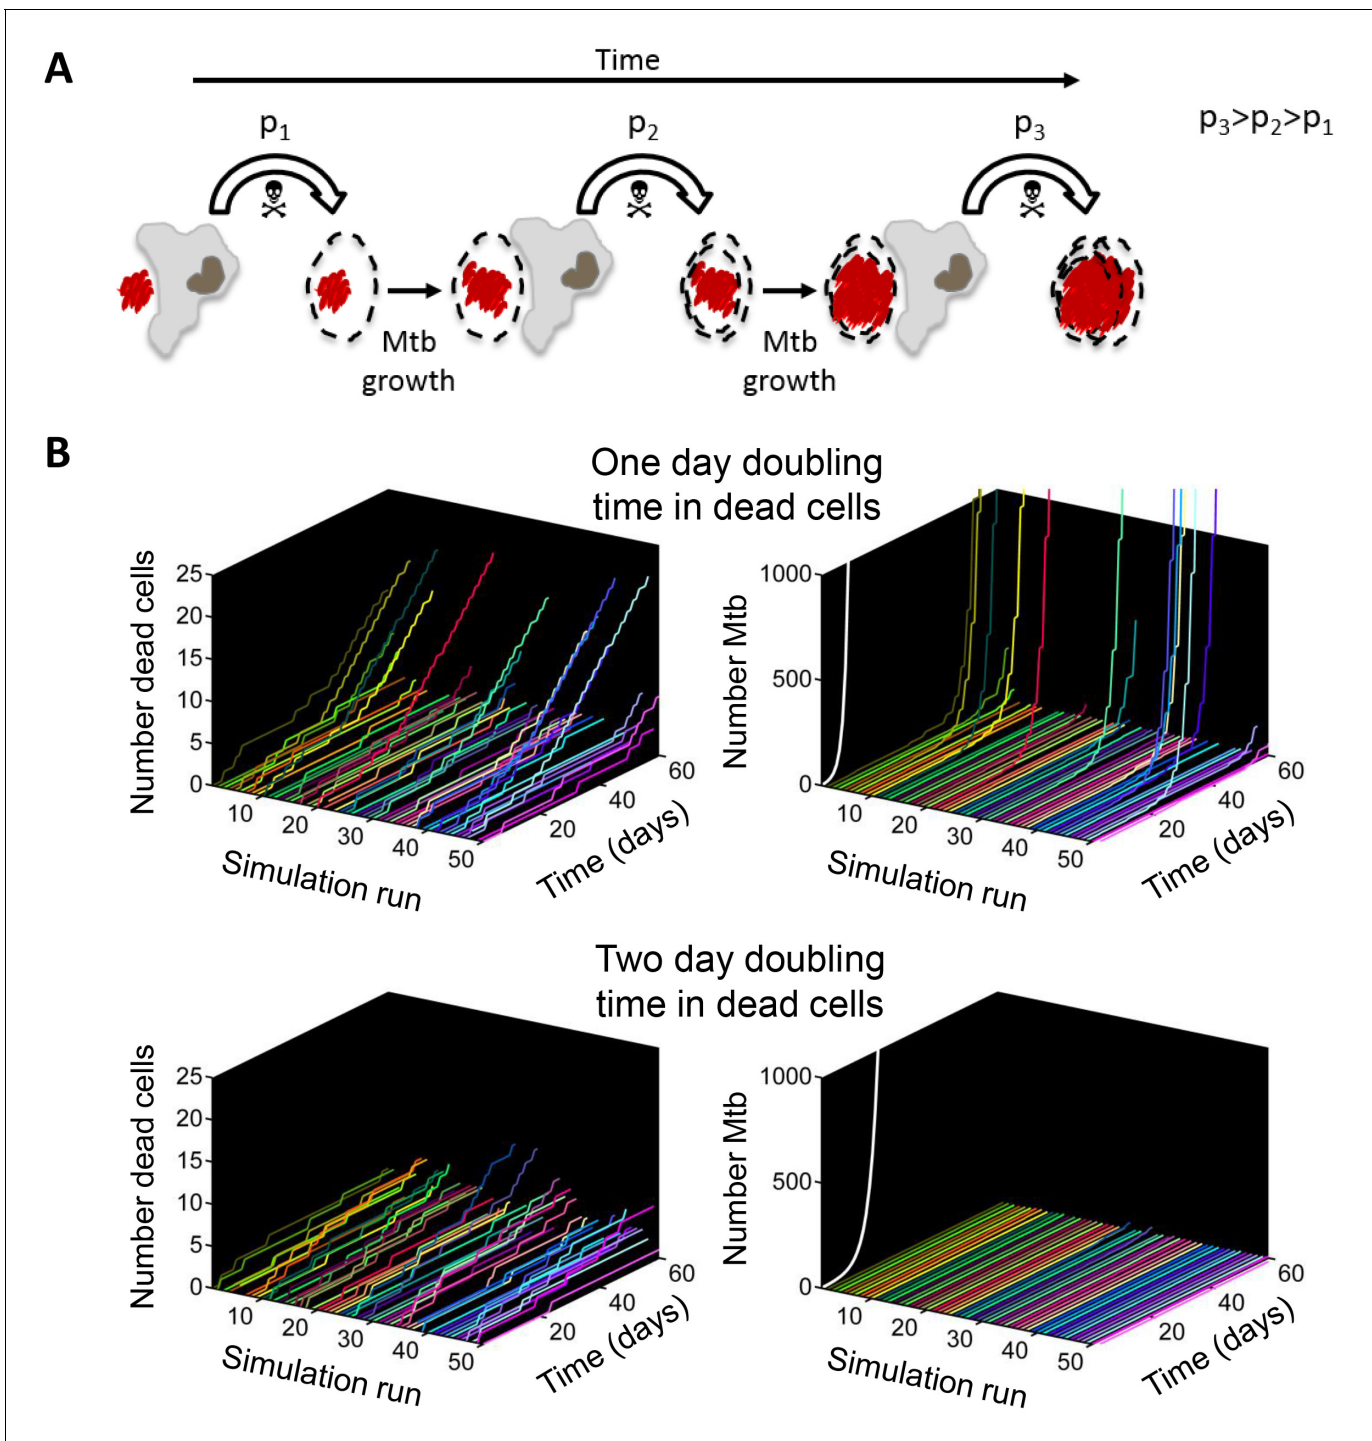 A
Time
p1
p2
p3
p3>p2>p1
Mtb
growth
Mtb
growth
B
One day doubling
time in dead cells
Number dead cells
25
20
15
10
5
0
10
20
30
40
50
Simulation run
20
40
60
Time (days)
Number Mtb
1000
500
0
10
20
30
40
50
Simulation run
20
40
60
Time (days)
Two day doubling
time in dead cells
Number dead cells
25
20
15
10
5
0
10
20
30
40
50
Simulation run
20
40
60
Time (days)
Number Mtb
1000
500
0
10
20
30
40
50
Simulation run
20
40
60
Time (days)